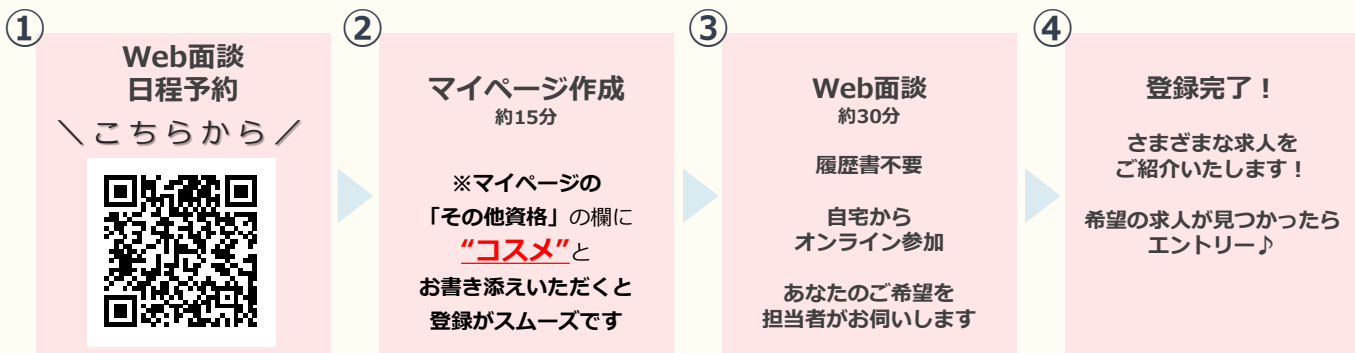 ①
Web面談
日程予約
＼こちらから／
②
マイページ作成
約15分
※マイページの
「その他資格」の欄に
“コスメ”と
お書き添えいただくと
登録がスムーズです
③
Web面談
約30分
履歴書不要
自宅から
オンライン参加
あなたのご希望を
担当者がお伺いします
④
登録完了！
さまざまな求人を
ご紹介いたします！
希望の求人が見つかったら
エントリー♪